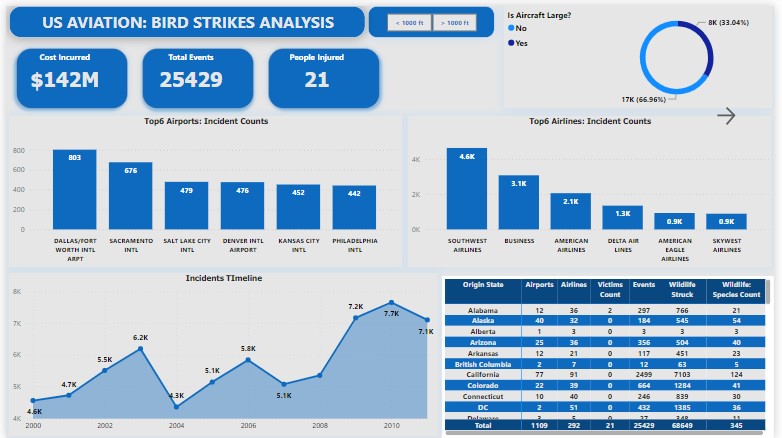 US AVIATION: BIRD STRIKES ANALYSIS
< 1000 ft
> 1000 ft
Is Aircraft Large?
No
Yes
8K (33.04%)
17K (66.96%)
Cost Incurred
$142M
Total Events
25429
People Injured
21
Top6 Airports: Incident Counts
800
600
400
200
0
803
676
479
476
452
442
DALLAS/FORT
WORTH INTL
ARPT
SACRAMENTO
INTL
SALT LAKE CITY
INTL
DENVER INTL
AIRPORT
KANSAS CITY
INTL
PHILADELPHIA
INTL
Top6 Airlines: Incident Counts
4K
2K
0K
4.6K
3.1K
2.1K
1.3K
0.9K
0.9K
SOUTHWEST
AIRLINES
BUSINESS
AMERICAN
AIRLINES
DELTA AIR
LINES
AMERICAN
EAGLE
AIRLINES
SKYWEST
AIRLINES
Incidents TImeline
8K
7K
6K
5K
4K
4.6K
4.7K
5.5K
6.2K
4.3K
5.1K
5.8K
5.1K
7.2K
7.7K
7.1K
2000
2002
2004
2006
2008
2010
Origin State Airports Airlines Victims Count Events Wildlife Struck Wildlife: Species Count
Alabama 12 36 2 297 766 21
Alaska 40 32 0 184 545 54
Alberta 1 3 0 3 3 3
Arizona 25 36 0 356 504 40
Arkansas 12 21 0 117 451 23
British Columbia 2 7 0 12 63 5
California 77 91 0 2499 7103 124
Colorado 22 39 0 664 1284 41
Connecticut 10 40 0 246 839 30
DC 2 51 0 432 1385 36
Delaware 3 5 0 27 348 11
Total 1109 292 21 25429 68649 345